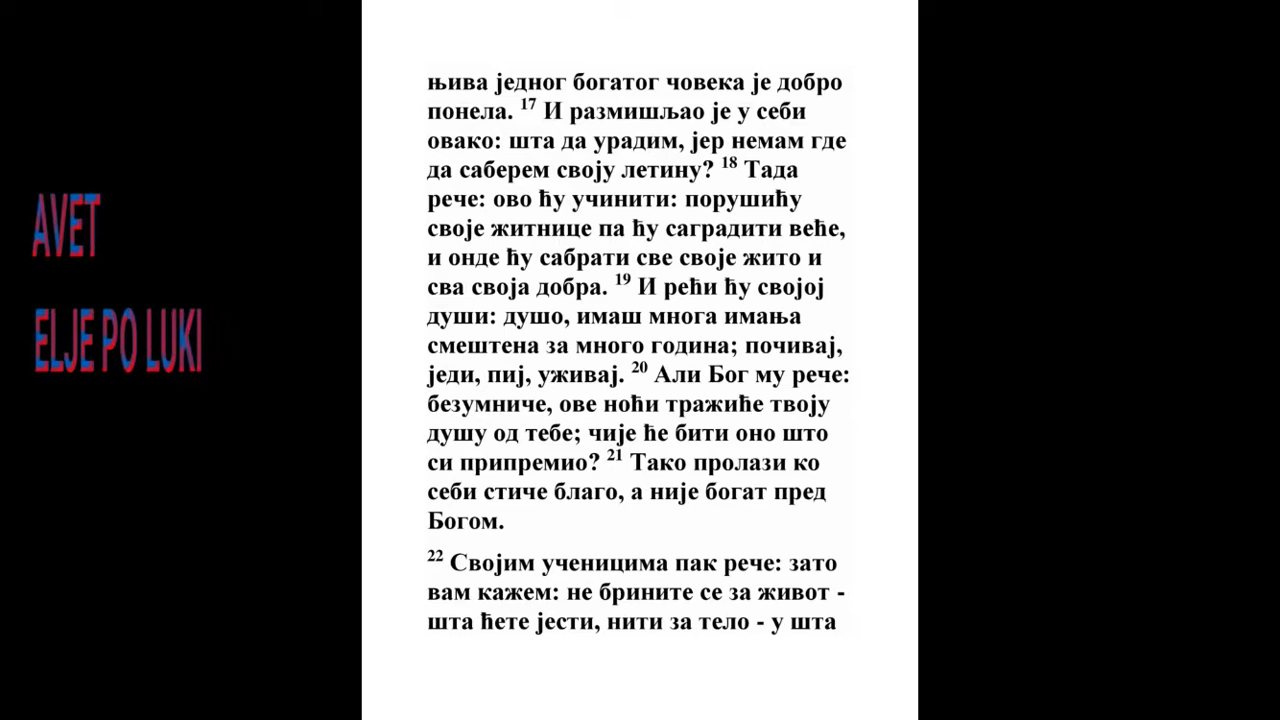 AVET
ELJE PO LUKI
њива једног богатог човека је добро
понела. 17 И размишљао је у себи
овако: шта да урадим, јер немам где
да саберем своју летину? 18 Тада
рече: ово ћу учинити: порушићу
своје житнице па ћу саградити веће,
и онде ћу сабрати све своје жито и
сва своја добра. 19 И рећи ћу својој
души: душо, имаш многа имања
смештена за много година; почивај,
једи, пиј, уживај. 20 Али Бог му рече:
безумниче, ове ноћи тражиће твоју
душу од тебе; чије ће бити оно што
си припремио? 21 Тако пролази ко
себи стиче благо, а није богат пред
Богом.
22 Својим ученицима пак рече: зато
вам кажем: не брините се за живот -
шта ћете јести, нити за тело - у шта